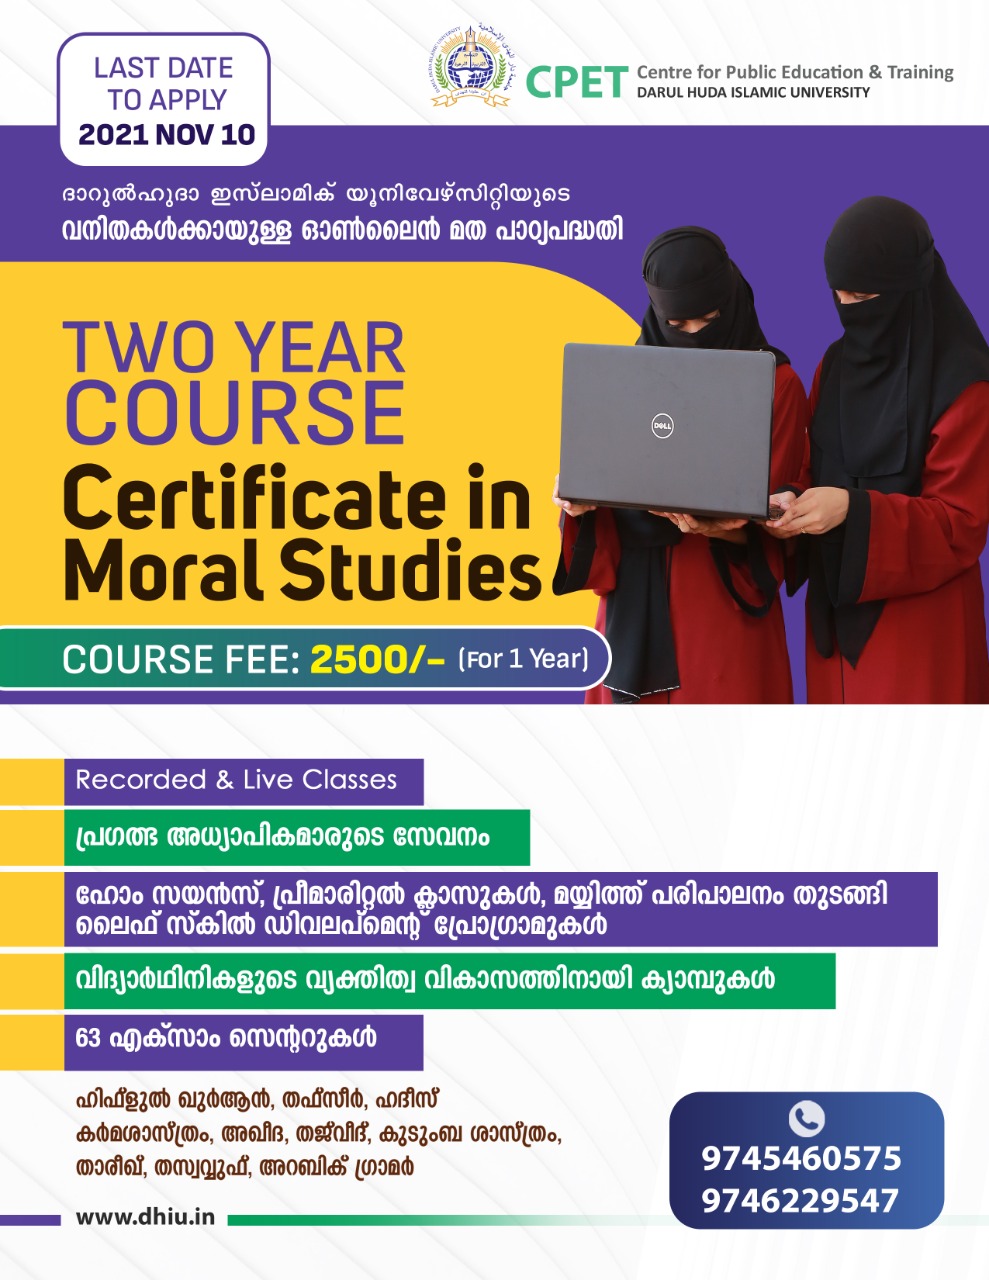 LAST DATE
TO APPLY
2021 NOV 10
CPET Centre for Public Education & Training
DARUL HUDA ISLAMIC UNIVERSITY
ദാറുൽഹുദാ ഇസ്‌ലാമിക് യൂനിവേഴ്സിറ്റിയുടെ
വനിതകൾക്കായുള്ള ഓൺലൈൻ മത പാഠ്യപദ്ധതി
TWO YEAR
COURSE
Certificate in
Moral Studies
DELL
COURSE FEE: 2500/- (For 1 Year)
Recorded & Live Classes
പ്രഗത്ഭ അധ്യാപികമാരുടെ സേവനം
ഹോം സയൻസ്, പ്രീമാരിറ്റൽ ക്ലാസുകൾ, മയ്യിത്ത് പരിപാലനം തുടങ്ങി
ലൈഫ് സ്കിൽ ഡിവലപ്മെന്റ് പ്രോഗ്രാമുകൾ
വിദ്യാർഥിനികളുടെ വ്യക്തിത്വ വികാസത്തിനായി ക്യാമ്പുകൾ
63 എക്സാം സെന്ററുകൾ
ഹിഫ്ളുൽ ഖുർആൻ, തഫ്സീർ, ഹദീസ്
കർമശാസ്ത്രം, അഖീദ, തജ്‌വീദ്, കുടുംബ ശാസ്ത്രം,
താരീഖ്, തസ്വവ്വുഫ്, അറബിക് ഗ്രാമർ
9745460575
9746229547
www.dhiu.in